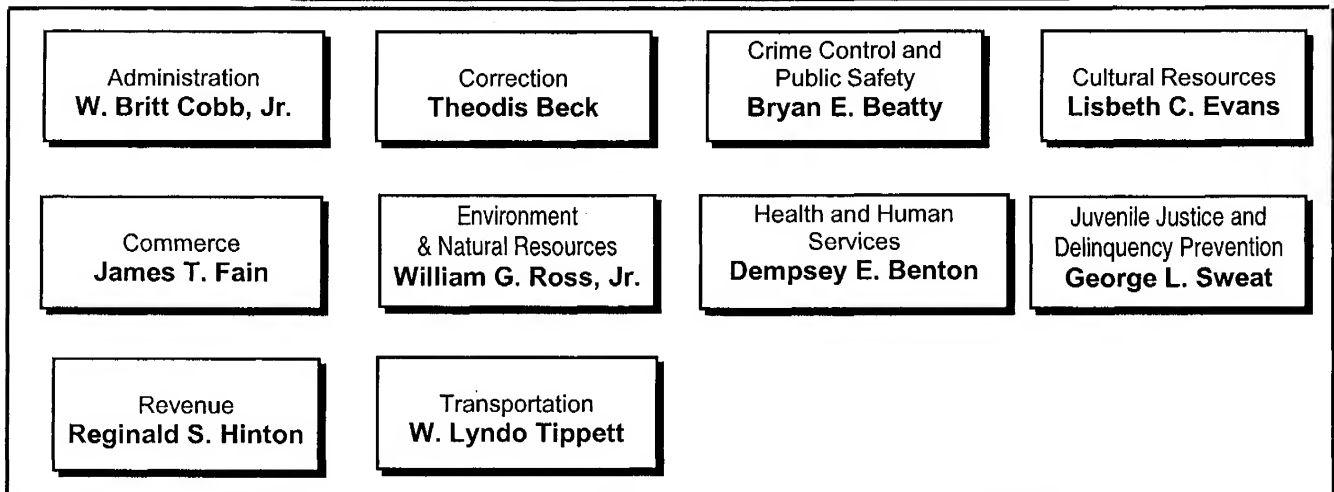 Administration
W. Britt Cobb, Jr.
Correction
Theodis Beck
Crime Control and
Public Safety
Bryan E. Beatty
Cultural Resources
Lisbeth C. Evans
Commerce
James T. Fain
Environment
& Natural Resources
William G. Ross, Jr.
Health and Human
Services
Dempsey E. Benton
Juvenile Justice and
Delinquency Prevention
George L. Sweat
Revenue
Reginald S. Hinton
Transportation
W. Lyndo Tippett